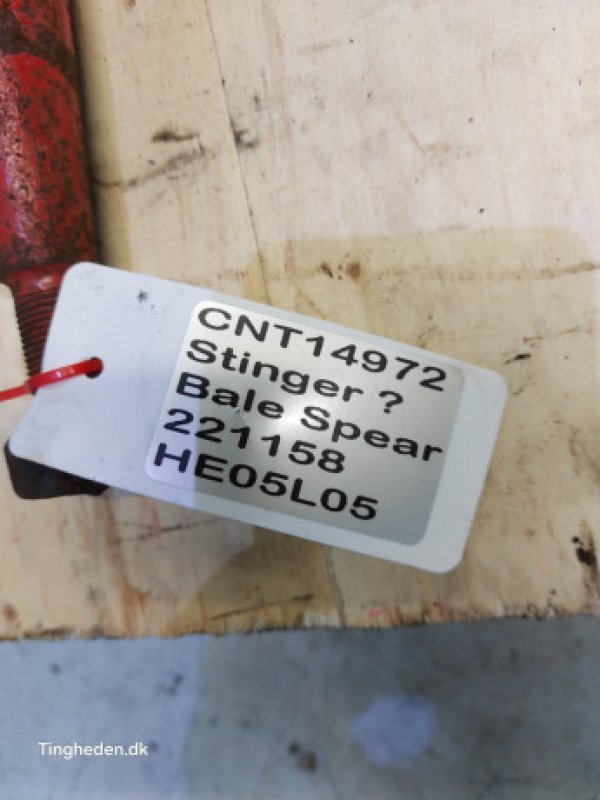 CNT14972
Stinger ?
Bale Spear
221158
HE05L05
Tingheden.dk